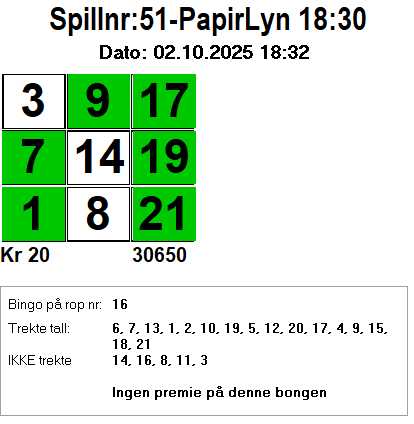 Spillnr:51-PapirLyn 18:30
Dato: 02.10.2025 18:32
3 9 17
7 14 19
1 8 21
Kr 20 30650
Bingo på rop nr: 16
Trekte tall: 6, 7, 13, 1, 2, 10, 19, 5, 12, 20, 17, 4, 9, 15,
18, 21
IKKE trekte 14, 16, 8, 11, 3
Ingen premie på denne bongen